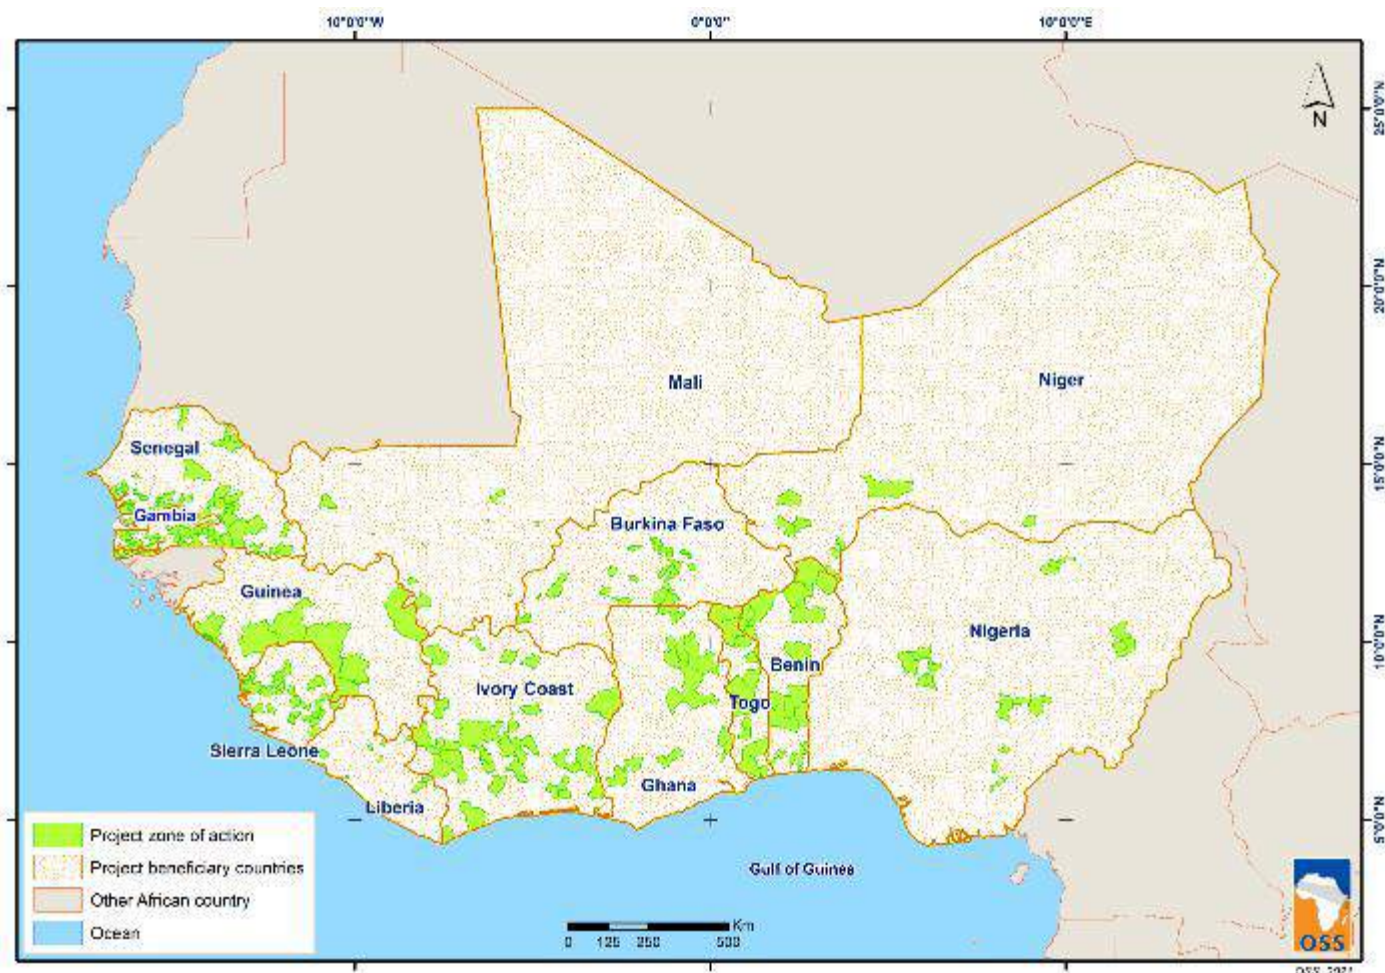 10°0'0"W
0°0'0"
10°0'0"E
25°0'0"N
N
20°0'0"N
Mali
Niger
Senegal
15°0'0"N
Gambia
Burkina Faso
Guinea
Nigeria
10°0'0"N
Benin
Ivory Coast
Togo
Sierra Leone
Ghana
Liberia
5°0'0"N
Project zone of action
Project beneficiary countries
Other African country
Ocean
Gulf of Guinea
Km
0 125 250 500
OSS